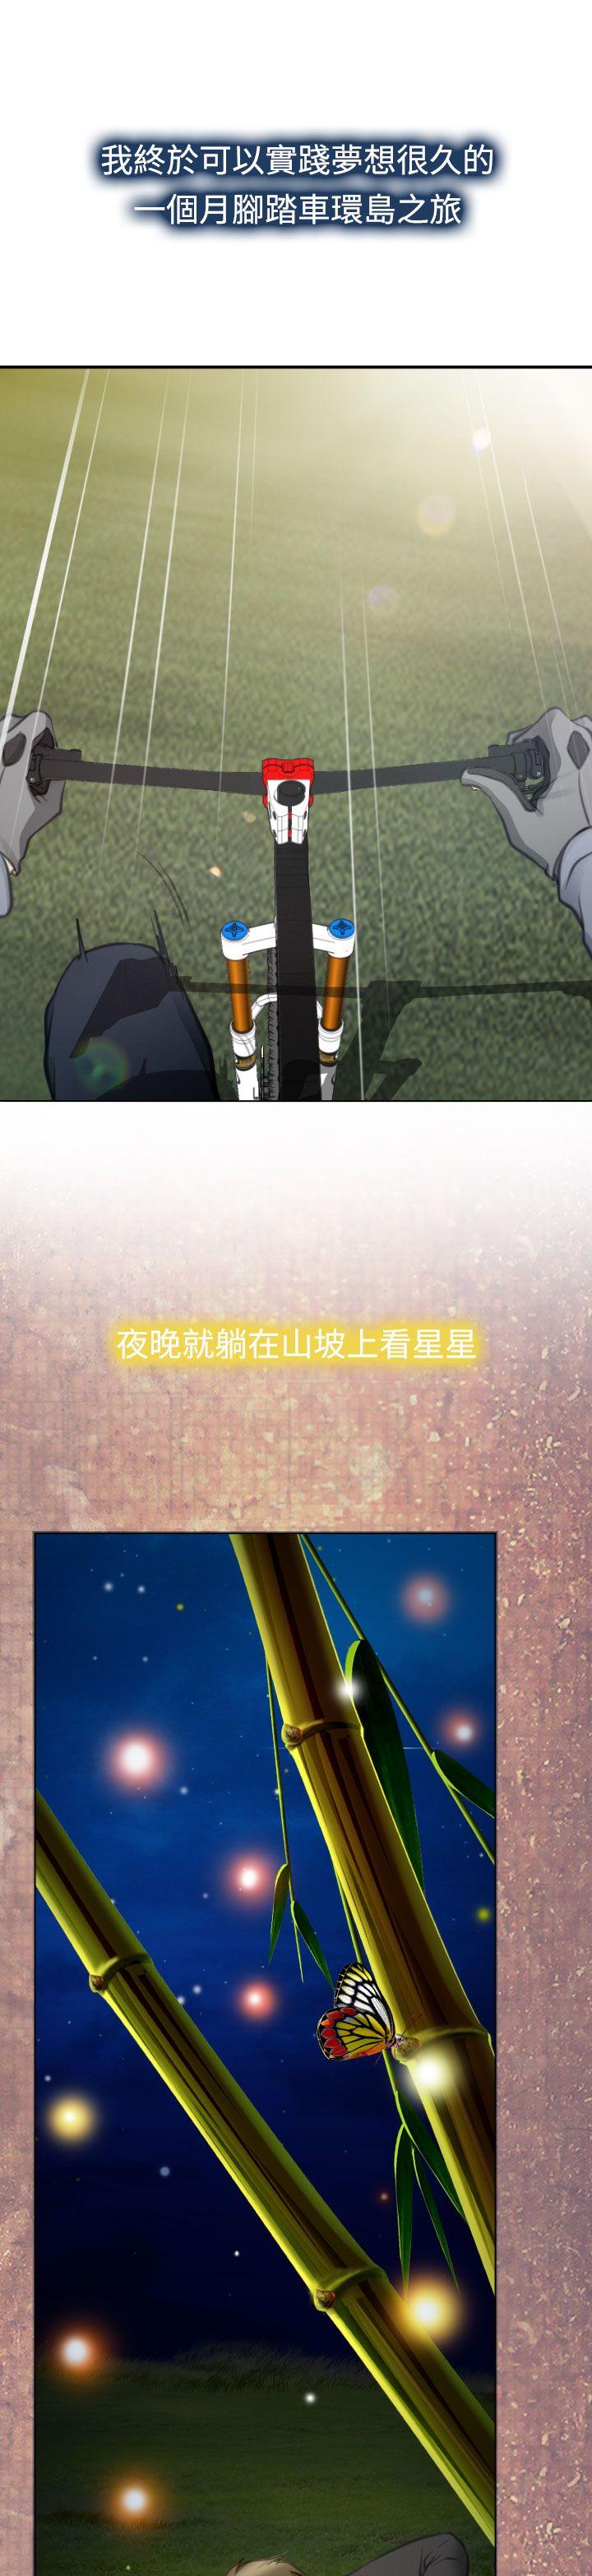 我終於可以實踐夢想很久的
一個月腳踏車環島之旅
夜晚就躺在山坡上看星星